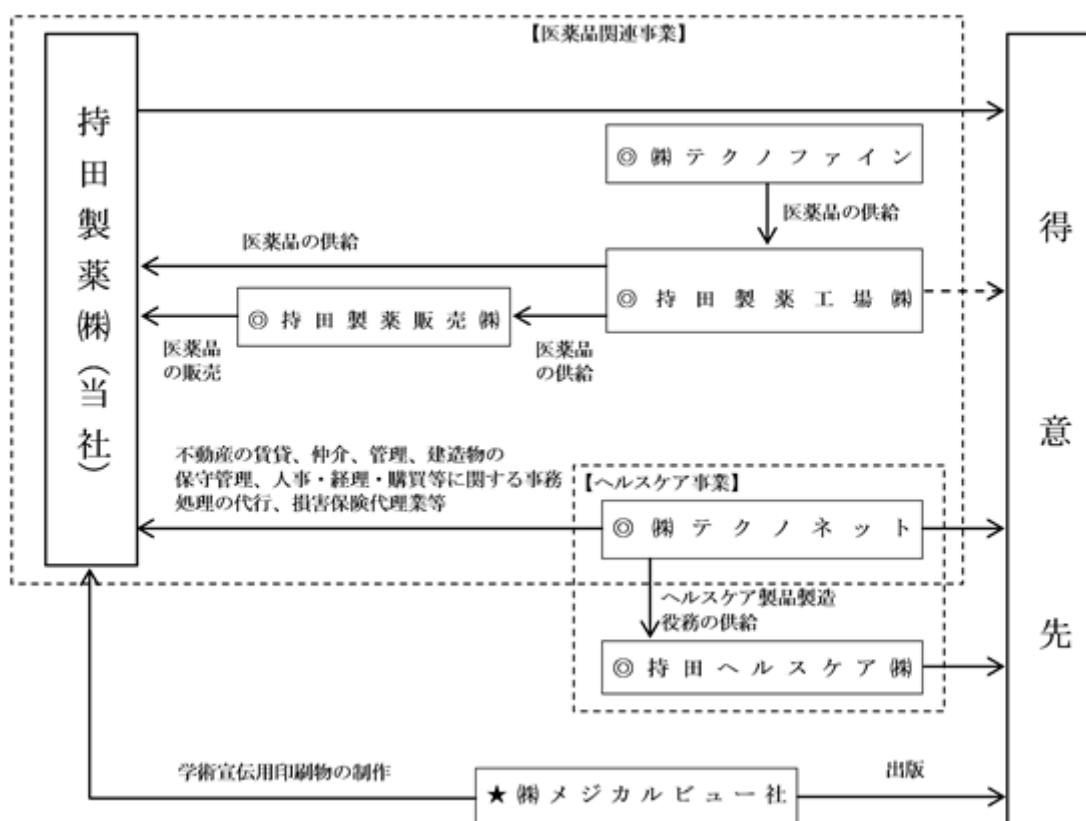 【医薬品関連事業】
持田製薬㈱（当社）
◎ ㈱テクノファイン
医薬品の供給
医薬品の供給
◎ 持田製薬工場㈱
◎ 持田製薬販売㈱
医薬品
の販売
医薬品
の供給
不動産の賃貸、仲介、管理、建造物の
保守管理、人事・経理・購買等に関する事務
処理の代行、損害保険代理業等
【ヘルスケア事業】
◎ ㈱テクノネット
ヘルスケア製品製造
役務の供給
◎ 持田ヘルスケア㈱
学術宣伝用印刷物の制作
★ ㈱メジカルビュー社
出版
得意先